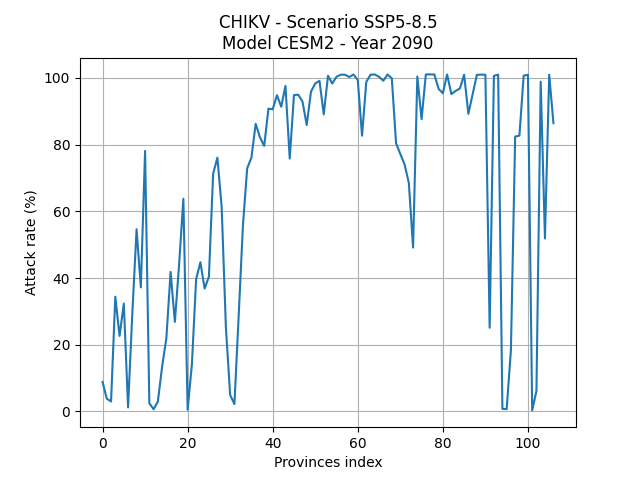 CHIKV - Scenario SSP5-8.5
Model CESM2 - Year 2090
Attack rate (%)
100
80
60
40
20
0
0 20 40 60 80 100
Provinces index